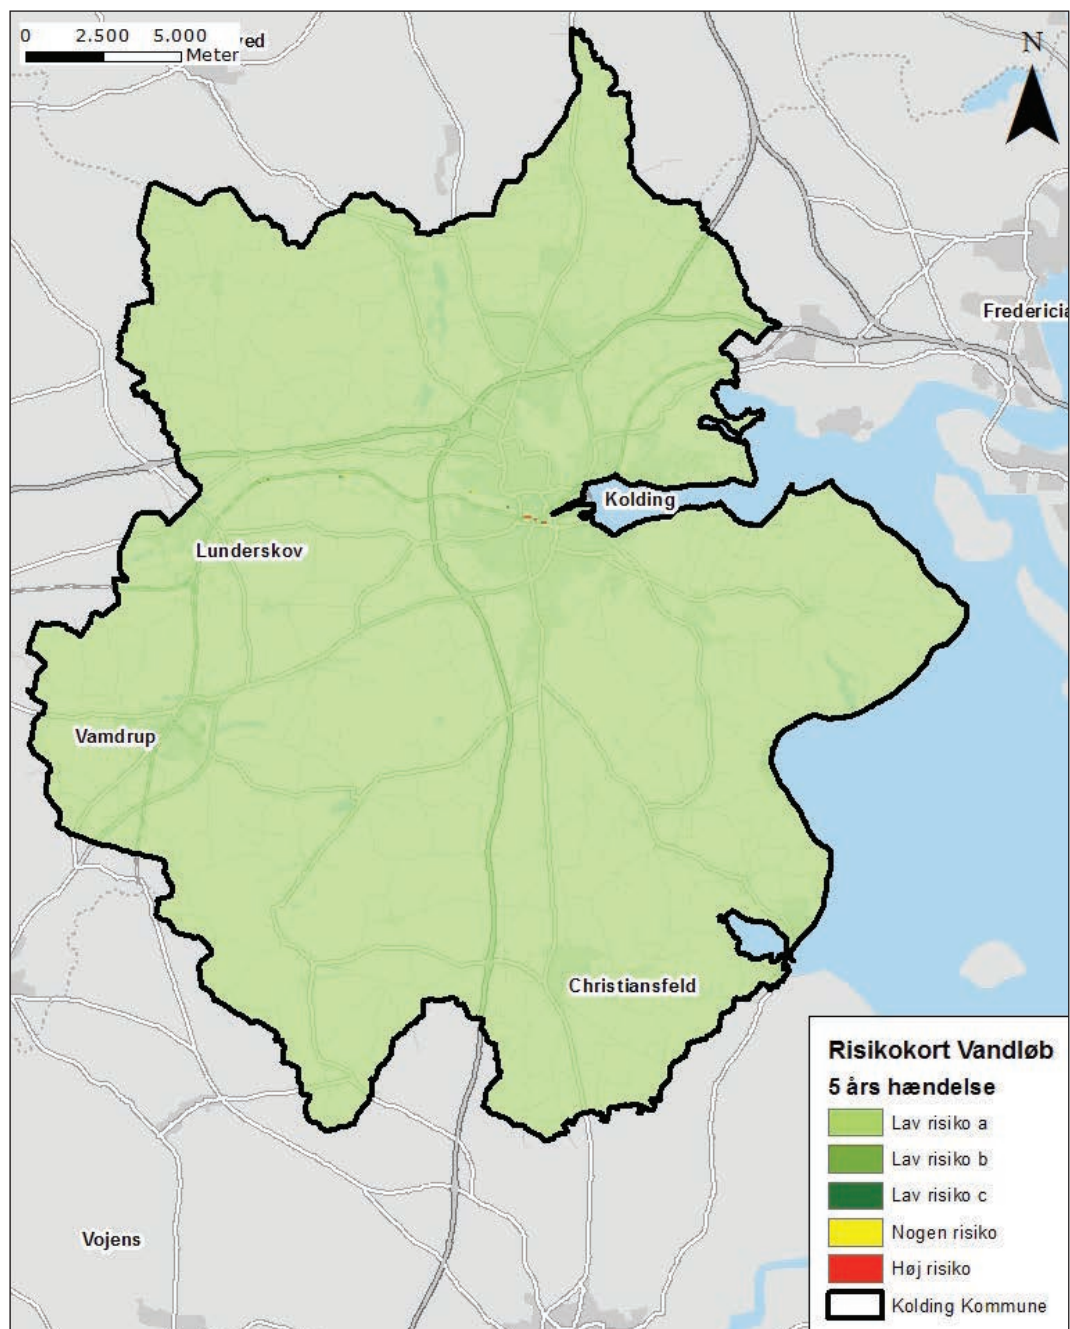 0 2.500 5.000
Meter
ved
N
Fredericia
Kolding
Lunderskov
Vamdrup
Christiansfeld
Vojens
Risikokort Vandløb
5 års hændelse
Lav risiko a
Lav risiko b
Lav risiko c
Nogen risiko
Høj risiko
Kolding Kommune